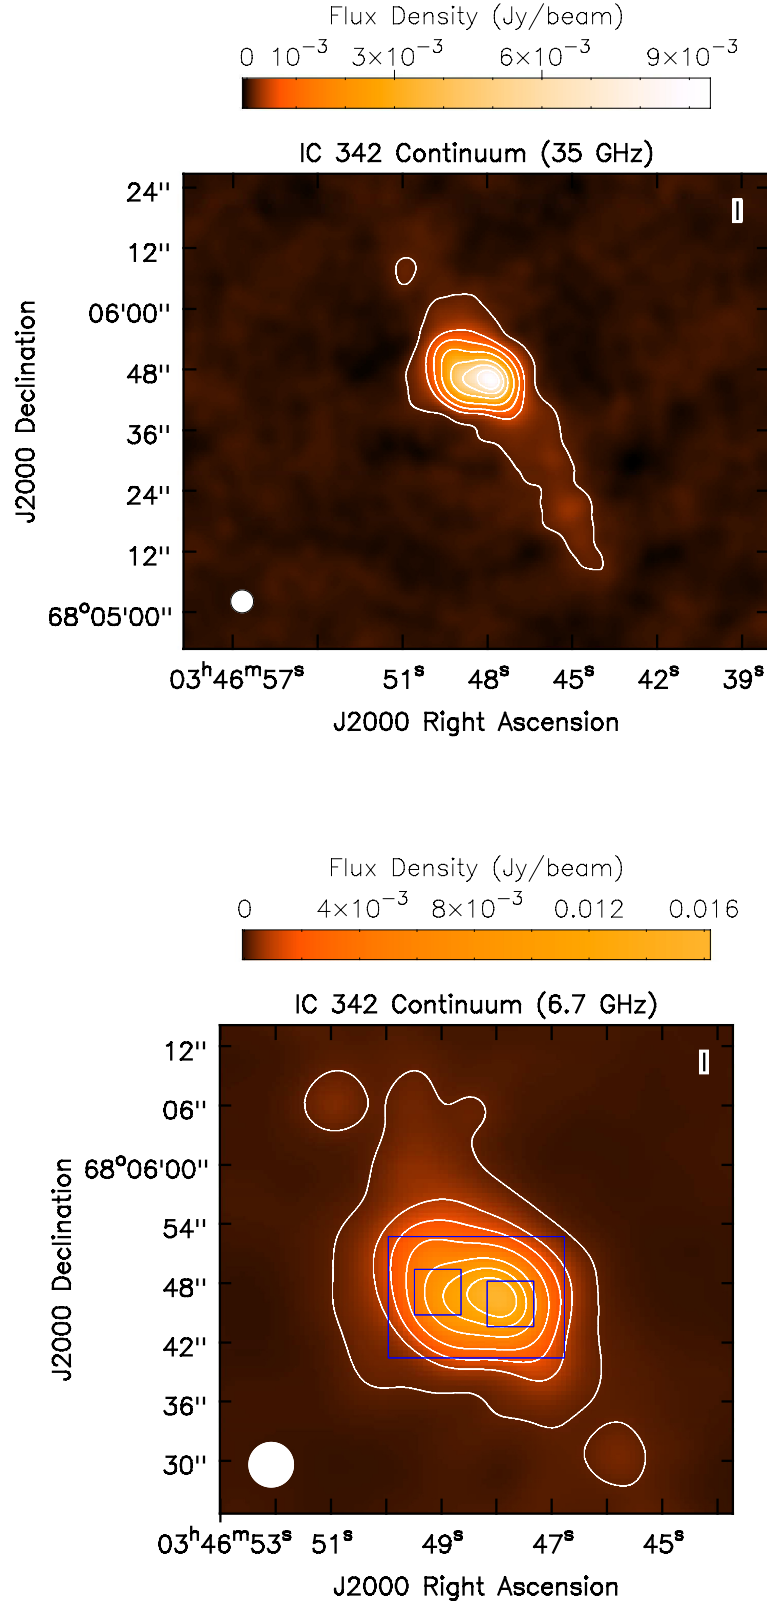 Flux Density (Jy/beam)
0 10⁻³ 3×10⁻³ 6×10⁻³ 9×10⁻³
IC 342 Continuum (35 GHz)
I
24"
12"
06'00"
48"
36"
24"
12"
68°05'00"
J2000 Declination
03ʰ46ᵐ57ˢ 51ˢ 48ˢ 45ˢ 42ˢ 39ˢ
J2000 Right Ascension
Flux Density (Jy/beam)
0 4×10⁻³ 8×10⁻³ 0.012 0.016
IC 342 Continuum (6.7 GHz)
I
12"
06"
68°06'00"
54"
48"
42"
36"
30"
J2000 Declination
03ʰ46ᵐ53ˢ 51ˢ 49ˢ 47ˢ 45ˢ
J2000 Right Ascension